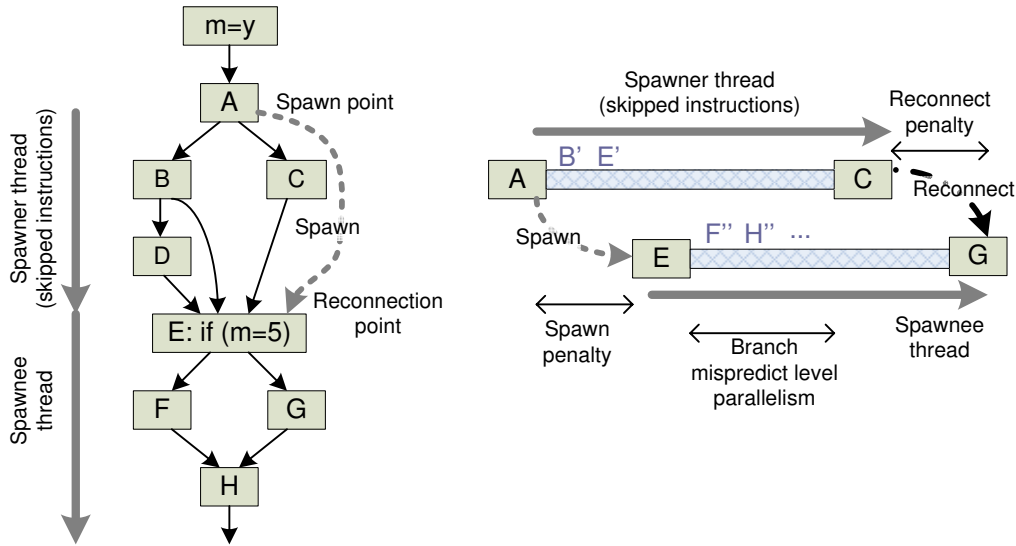 m=y
A
Spawn point
B
C
Spawn
D
Reconnection
point
E: if (m=5)
F
G
H
Spawner thread
(skipped instructions)
Spawnee
thread
Spawner thread
(skipped instructions)
Reconnect
penalty
B’ E’
A
C
Reconnect
Spawn
F’’ H’’ ...
E
G
Spawn
penalty
Branch
mispredict level
parallelism
Spawnee
thread